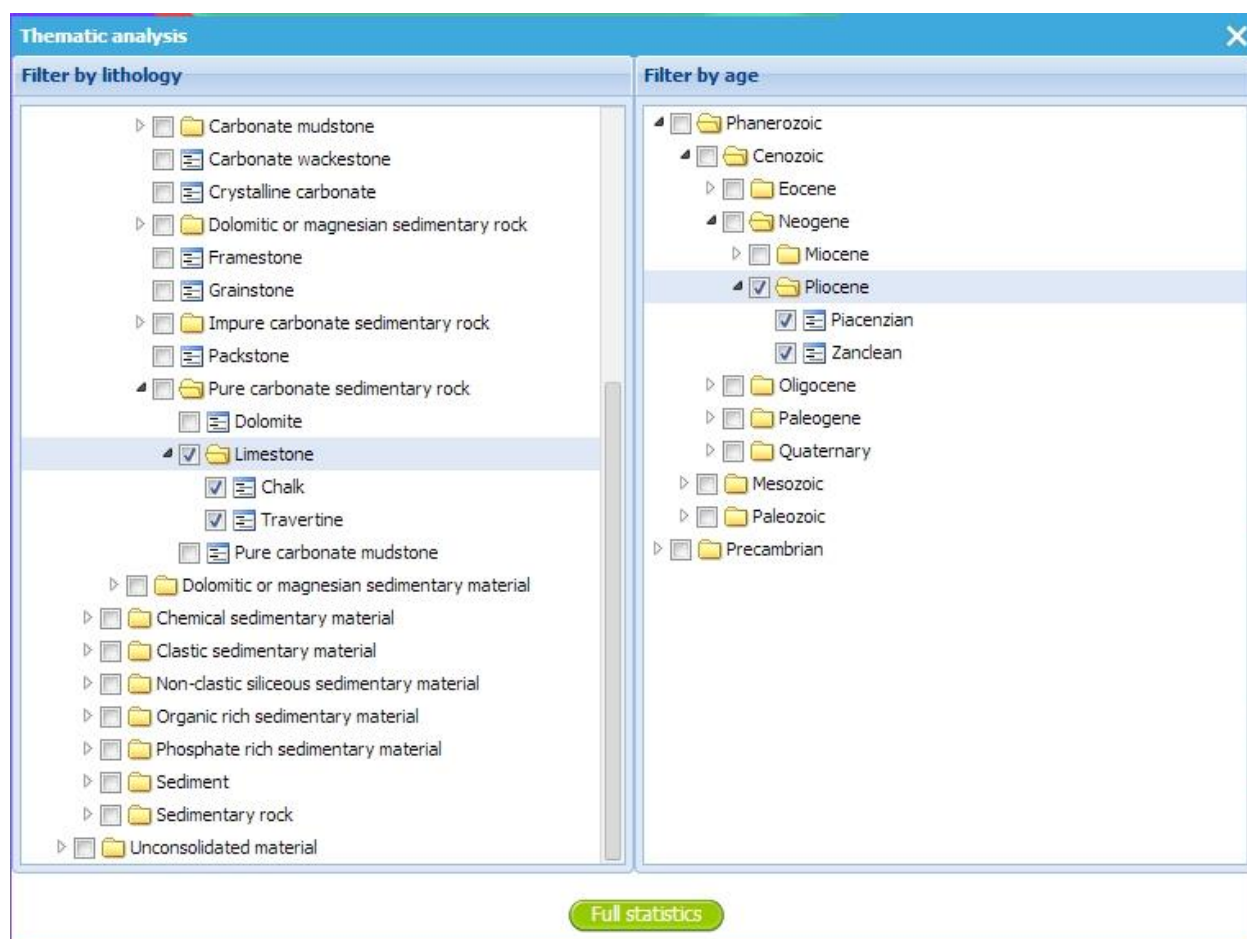 Thematic analysis
Filter by lithology
Carbonate mudstone
Carbonate wackestone
Crystalline carbonate
Dolomitic or magnesian sedimentary rock
Framestone
Grainstone
Impure carbonate sedimentary rock
Packstone
Pure carbonate sedimentary rock
Dolomite
Limestone
Chalk
Travertine
Pure carbonate mudstone
Dolomitic or magnesian sedimentary material
Chemical sedimentary material
Clastic sedimentary material
Non-clastic siliceous sedimentary material
Organic rich sedimentary material
Phosphate rich sedimentary material
Sediment
Sedimentary rock
Unconsolidated material
Filter by age
Phanerozoic
Cenozoic
Eocene
Neogene
Miocene
Pliocene
Piacenzian
Zanclean
Oligocene
Paleogene
Quaternary
Mesozoic
Paleozoic
Precambrian
Full statistics